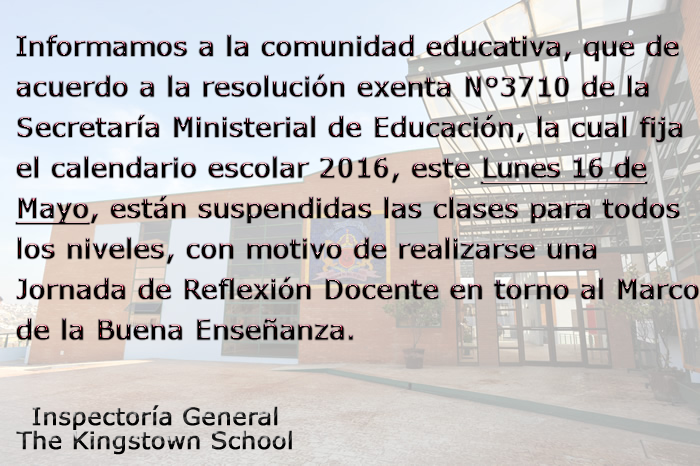 Informamos a la comunidad educativa, que de
acuerdo a la resolución exenta N°3710 de la
Secretaría Ministerial de Educación, la cual fija
el calendario escolar 2016, este Lunes 16 de
Mayo, están suspendidas las clases para todos
los niveles, con motivo de realizarse una
Jornada de Reflexión Docente en torno al Marco
de la Buena Enseñanza.
Inspectoría General
The Kingstown School